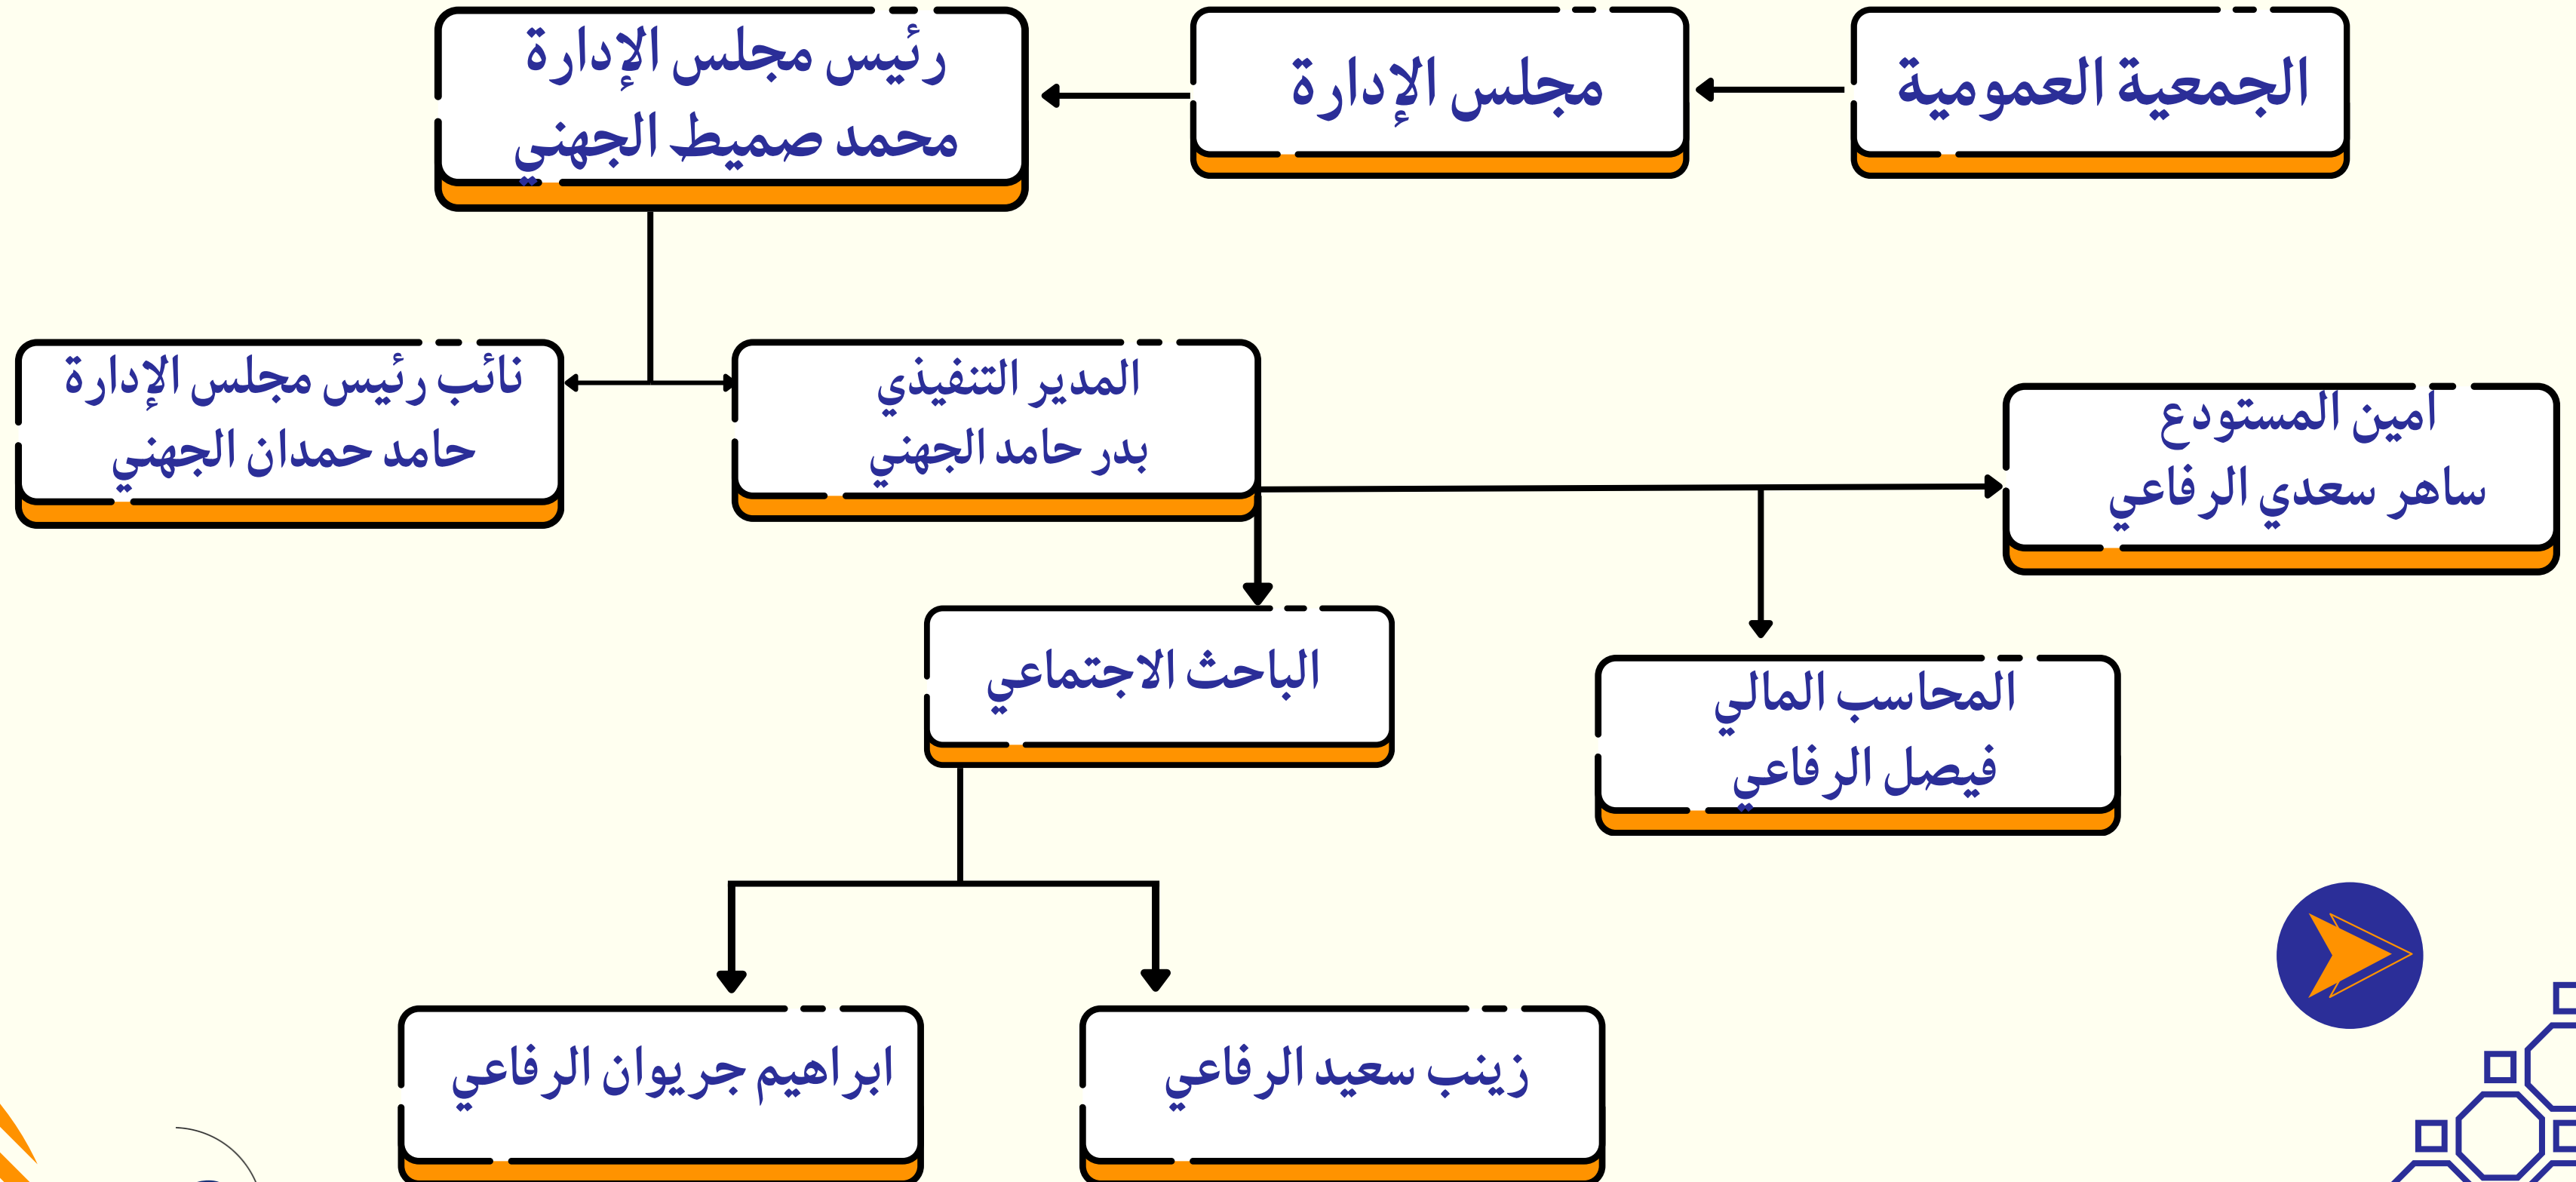 الجمعية العمومية
مجلس الإدارة
رئيس مجلس الإدارة
محمد صميط الجهني
نائب رئيس مجلس الإدارة
حامد حمدان الجهني
المدير التنفيذي
بدر حامد الجهني
امين المستودع
ساهر سعدي الرفاعي
الباحث الاجتماعي
المحاسب المالي
فيصل الرفاعي
زينب سعيد الرفاعي
ابراهيم جريوان الرفاعي